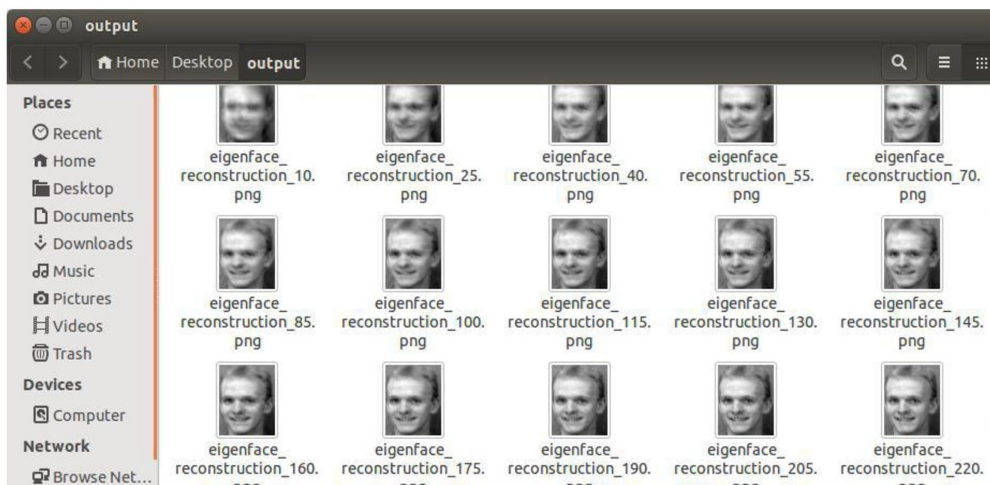 output
Home Desktop output
Places
Recent
Home
Desktop
Documents
Downloads
Music
Pictures
Videos
Trash
Devices
Computer
Network
Browse Net...
eigenface_
reconstruction_10.
png
eigenface_
reconstruction_25.
png
eigenface_
reconstruction_40.
png
eigenface_
reconstruction_55.
png
eigenface_
reconstruction_70.
png
eigenface_
reconstruction_85.
png
eigenface_
reconstruction_100.
png
eigenface_
reconstruction_115.
png
eigenface_
reconstruction_130.
png
eigenface_
reconstruction_145.
png
eigenface_
reconstruction_160.
eigenface_
reconstruction_175.
eigenface_
reconstruction_190.
eigenface_
reconstruction_205.
eigenface_
reconstruction_220.